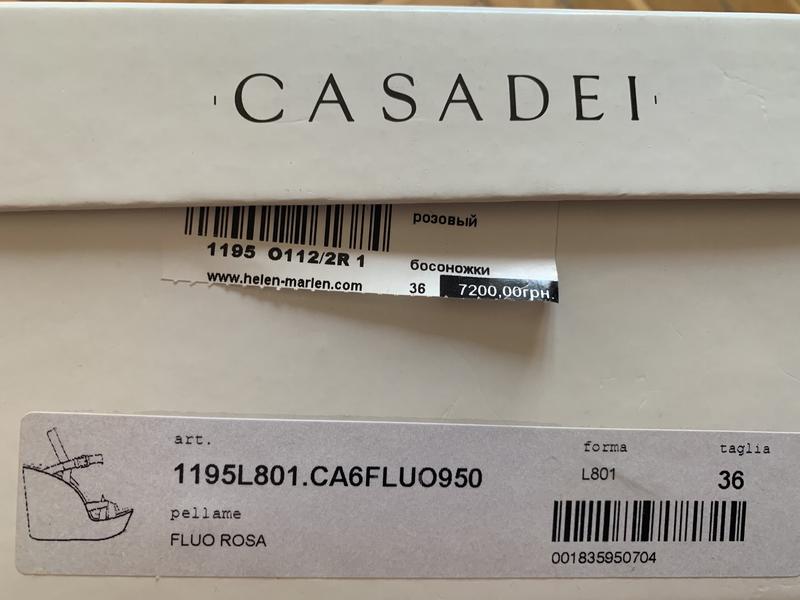 CASADEI
розовый
1195 O112/2R 1
босоножки
www.helen-marlen.com
36
7200,00грн.
art.
1195L801.CA6FLUO950
pellame
FLUO ROSA
forma
L801
taglia
36
001835950704